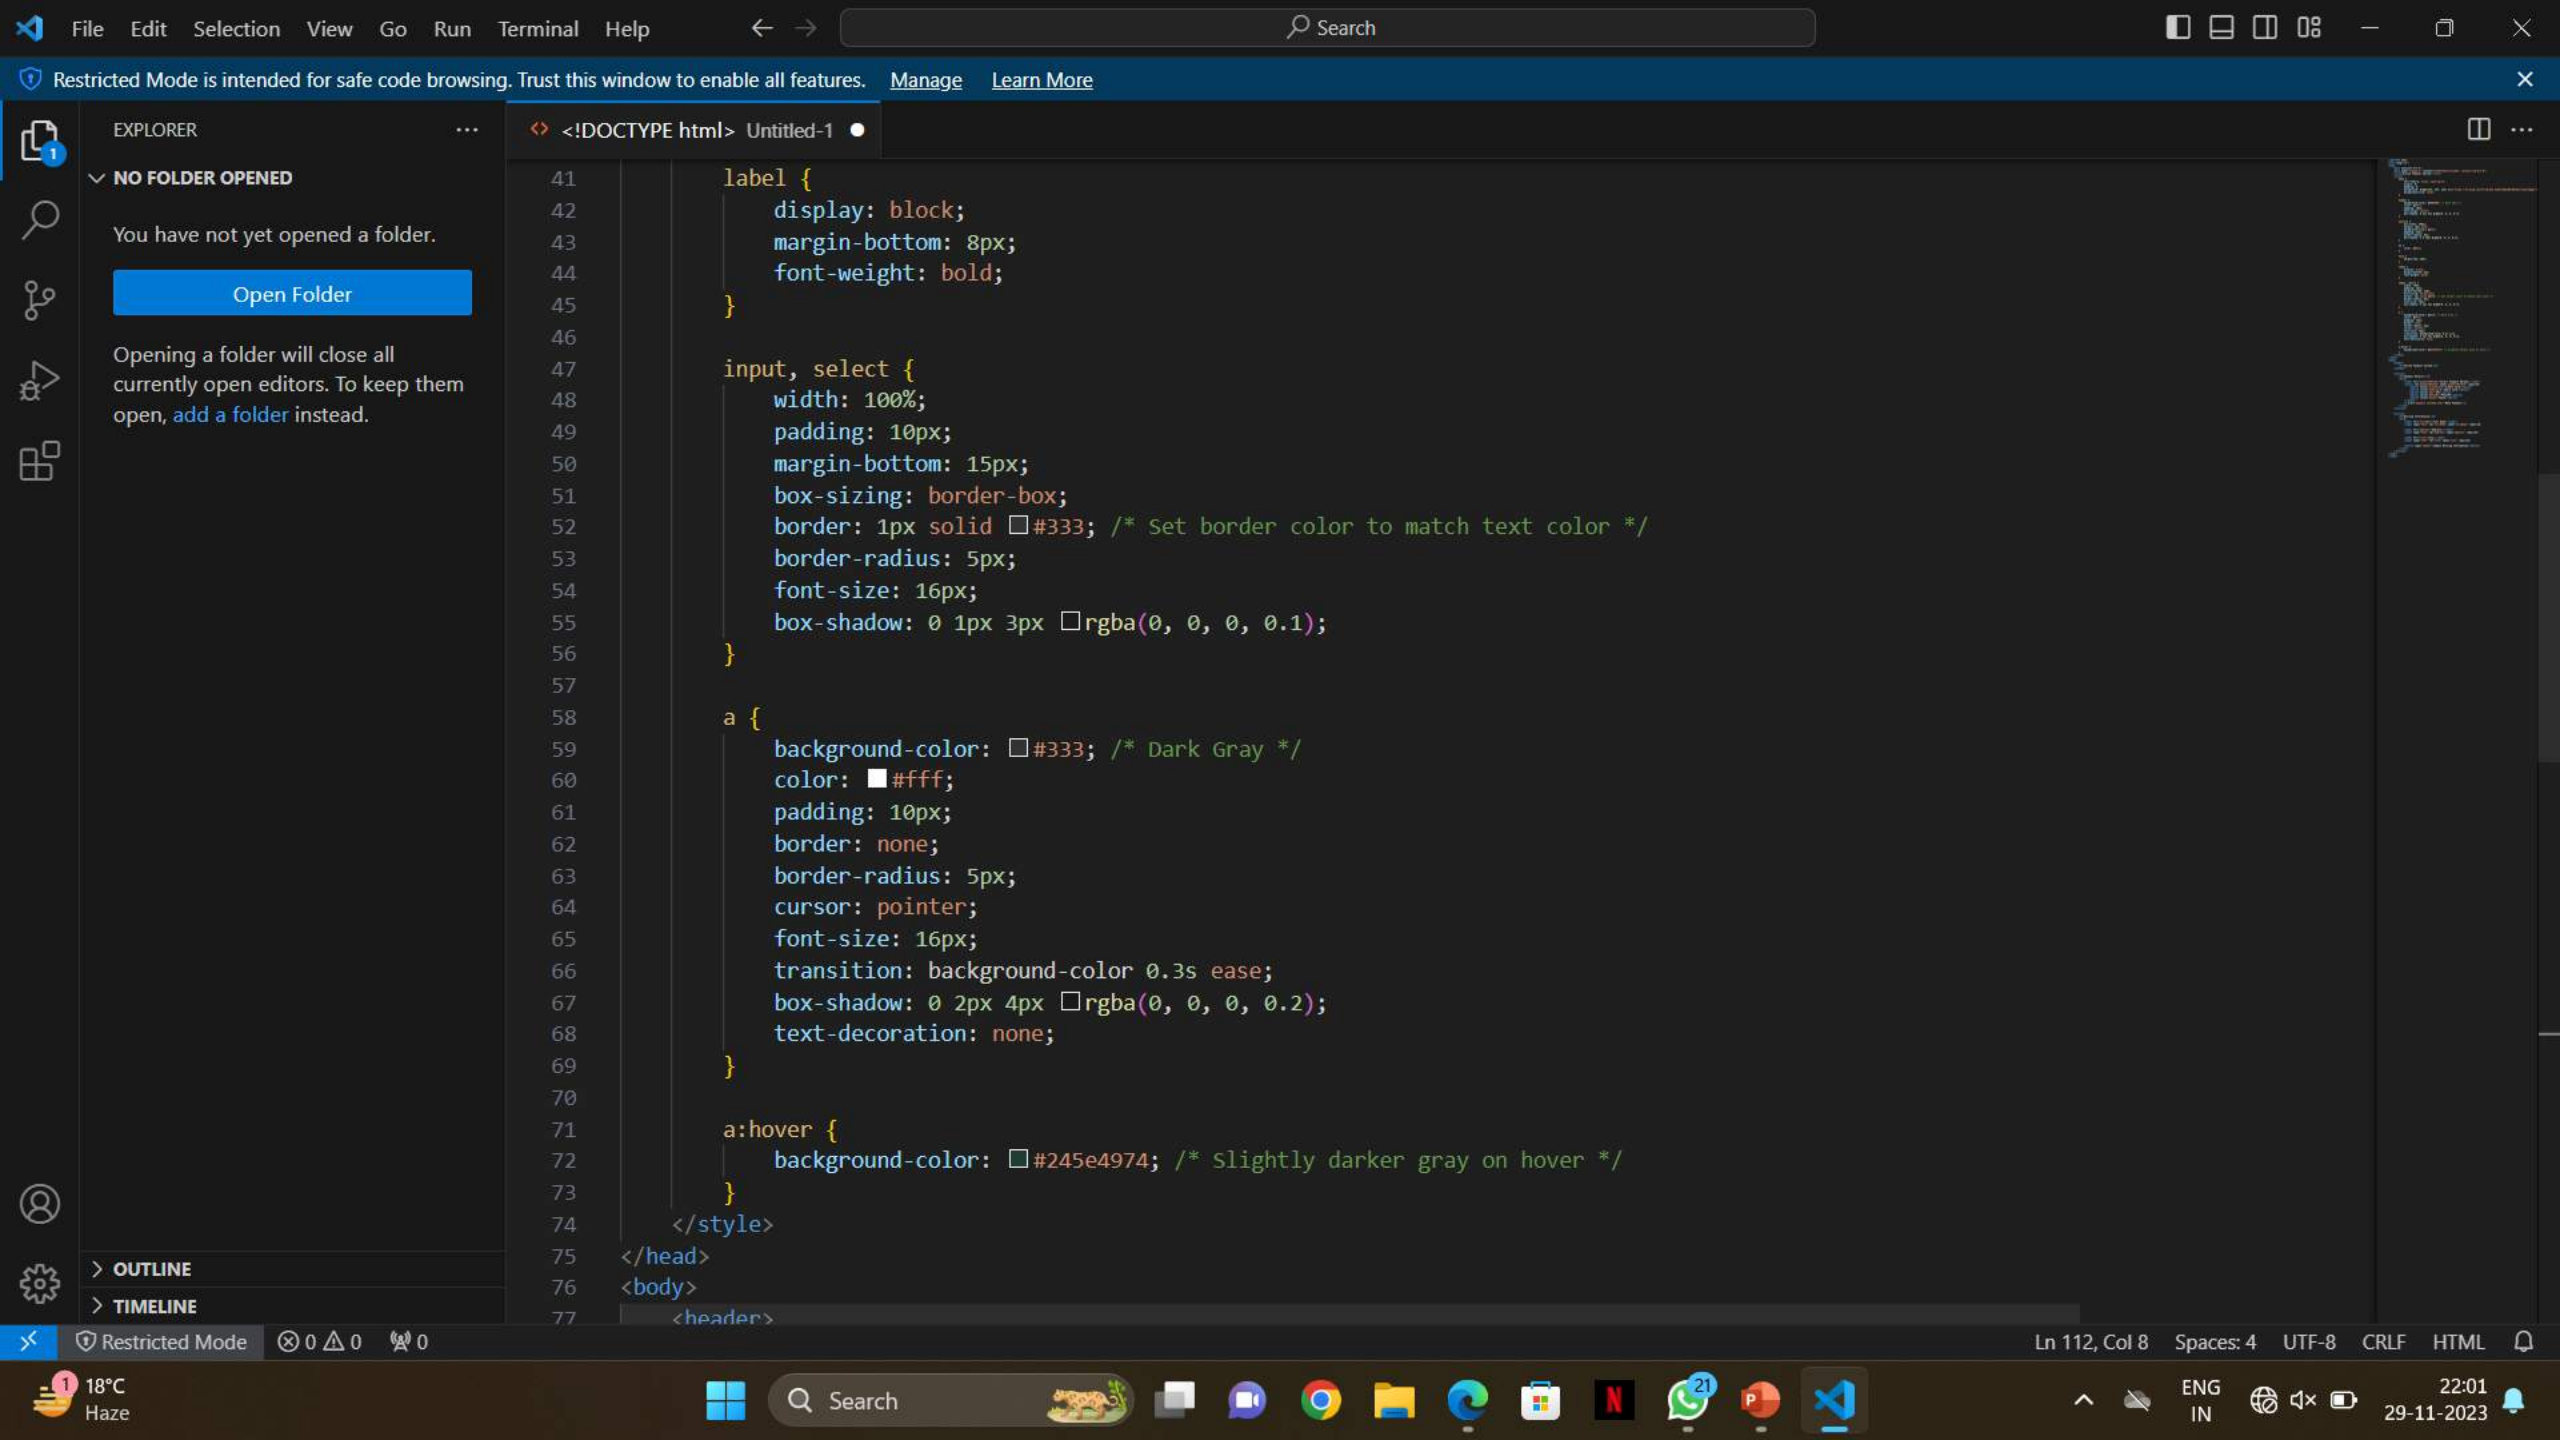 File Edit Selection View Go Run Terminal Help
Search
Restricted Mode is intended for safe code browsing. Trust this window to enable all features. Manage Learn More
EXPLORER
<!DOCTYPE html> Untitled-1
1
NO FOLDER OPENED
You have not yet opened a folder.
Open Folder
Opening a folder will close all
currently open editors. To keep them
open, add a folder instead.
41 label {
42 display: block;
43 margin-bottom: 8px;
44 font-weight: bold;
45 }
46
47 input, select {
48 width: 100%;
49 padding: 10px;
50 margin-bottom: 15px;
51 box-sizing: border-box;
52 border: 1px solid #333; /* Set border color to match text color */
53 border-radius: 5px;
54 font-size: 16px;
55 box-shadow: 0 1px 3px rgba(0, 0, 0, 0.1);
56 }
57
58 a {
59 background-color: #333; /* Dark Gray */
60 color: #fff;
61 padding: 10px;
62 border: none;
63 border-radius: 5px;
64 cursor: pointer;
65 font-size: 16px;
66 transition: background-color 0.3s ease;
67 box-shadow: 0 2px 4px rgba(0, 0, 0, 0.2);
68 text-decoration: none;
69 }
70
71 a:hover {
72 background-color: #245e4974; /* Slightly darker gray on hover */
73 }
74 </style>
75 </head>
76 <body>
77 <header>
OUTLINE
TIMELINE
Restricted Mode 0 0 0
Ln 112, Col 8 Spaces: 4 UTF-8 CRLF HTML
1
18°C
Haze
Search
N
21
P
ENG
IN
22:01
29-11-2023